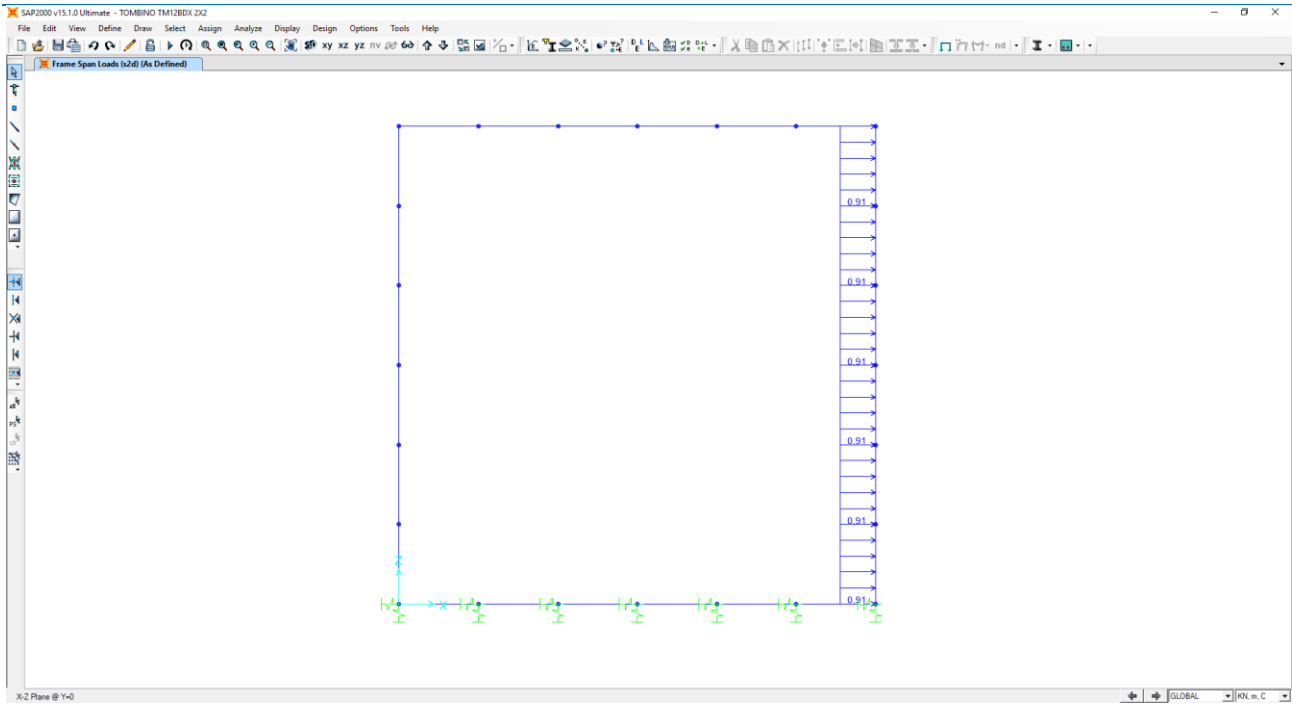 SAP2000 v15.1.0 Ultimate - TOMBINO TM12BDX 2X2
File Edit View Define Draw Select Assign Analyze Display Design Options Tools Help
xy xz yz nv nd
Frame Span Loads (s2d) (As Defined)
0,91
0,91
0,91
0,91
0,91
0,91
Z
X
X-Z Plane @ Y=0
GLOBAL
KN, m, C